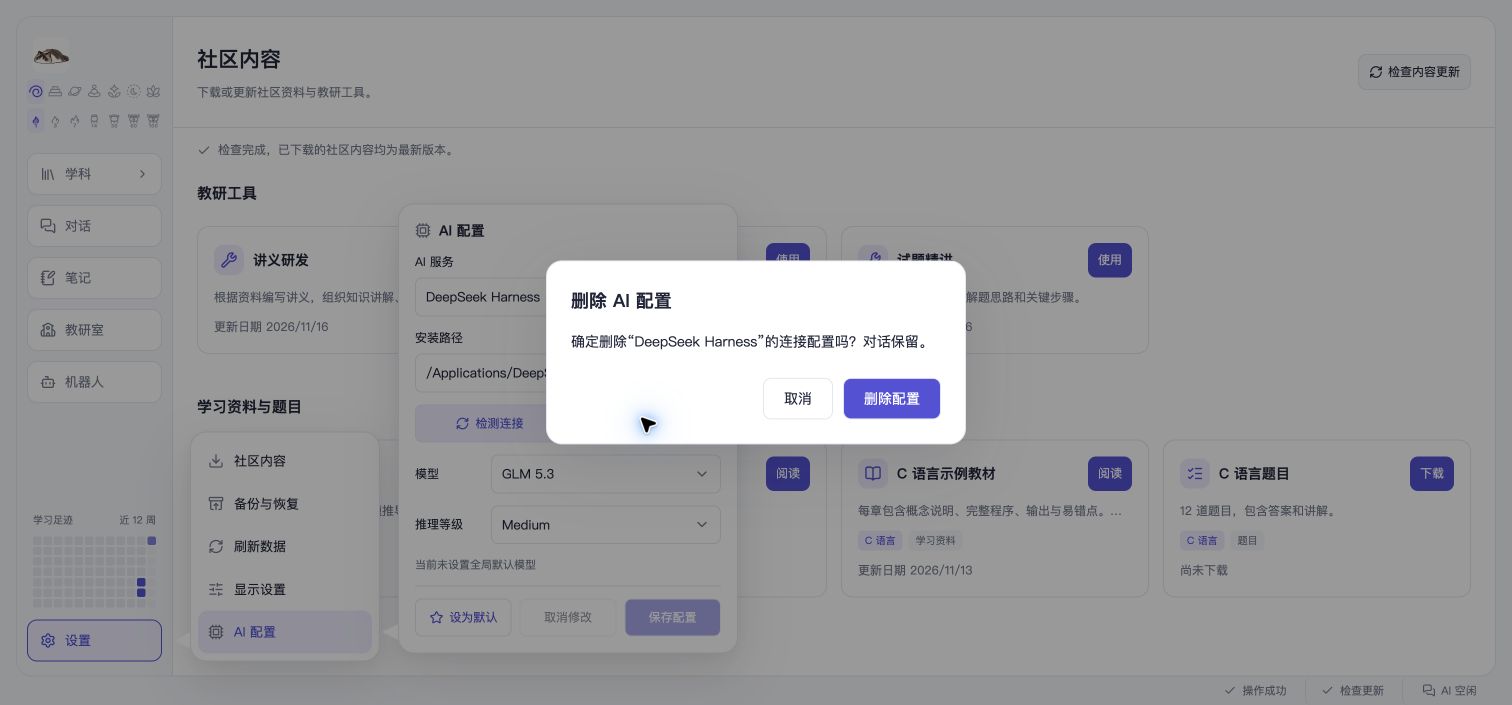 社区内容
下载或更新社区资料与教研工具。
检查内容更新
检查完成，已下载的社区内容均为最新版本。
学科
对话
笔记
教研室
机器人
学习足迹 近 12 周
设置
教研工具
讲义研发
根据资料编写讲义，组织知识讲解、
更新日期 2026/11/16
使用
试题精讲
使用
解题思路和关键步骤。
学习资料与题目
社区内容
备份与恢复
刷新数据
显示设置
AI 配置
AI 配置
AI 服务
DeepSeek Harness
安装路径
/Applications/Deep
检测连接
模型
GLM 5.3
推理等级
Medium
当前未设置全局默认模型
设为默认
取消修改
保存配置
删除 AI 配置
确定删除“DeepSeek Harness”的连接配置吗？对话保留。
取消
删除配置
阅读
C 语言示例教材
阅读
每章包含概念说明、完整程序、输出与易错点。...
C 语言
学习资料
更新日期 2026/11/13
C 语言题目
下载
12 道题目，包含答案和讲解。
C 语言
题目
尚未下载
操作成功
检查更新
AI 空闲